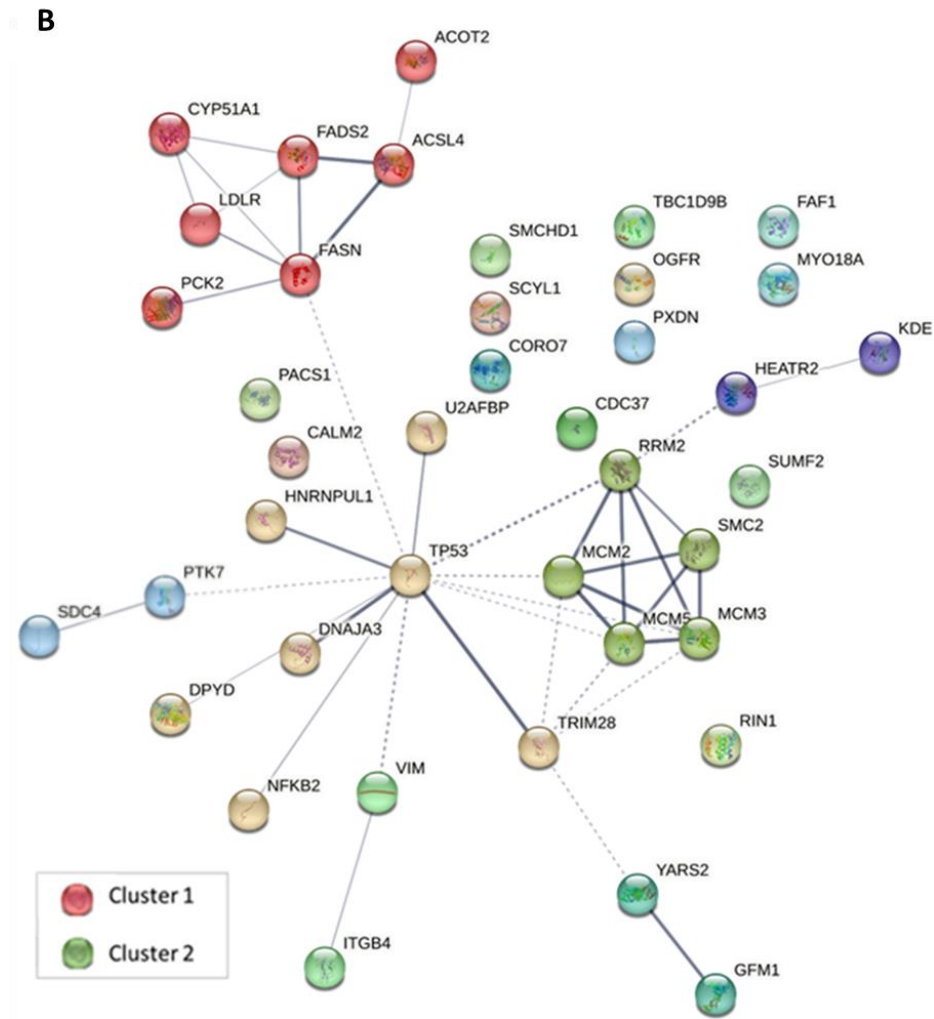 B
ACOT2
CYP51A1
FADS2
ACSL4
LDLR
FASN
PCK2
TBC1D9B
FAF1
SMCHD1
OGFR
MYO18A
SCYL1
PXDN
CORO7
KDE
HEATR2
PACS1
U2AFBP
CDC37
CALM2
RRM2
SUMF2
HNRNPUL1
SMC2
TP53
MCM2
PTK7
SDC4
DNAJA3
MCM5
MCM3
DPYD
TRIM28
RIN1
NFKB2
VIM
YARS2
Cluster 1
Cluster 2
ITGB4
GFM1